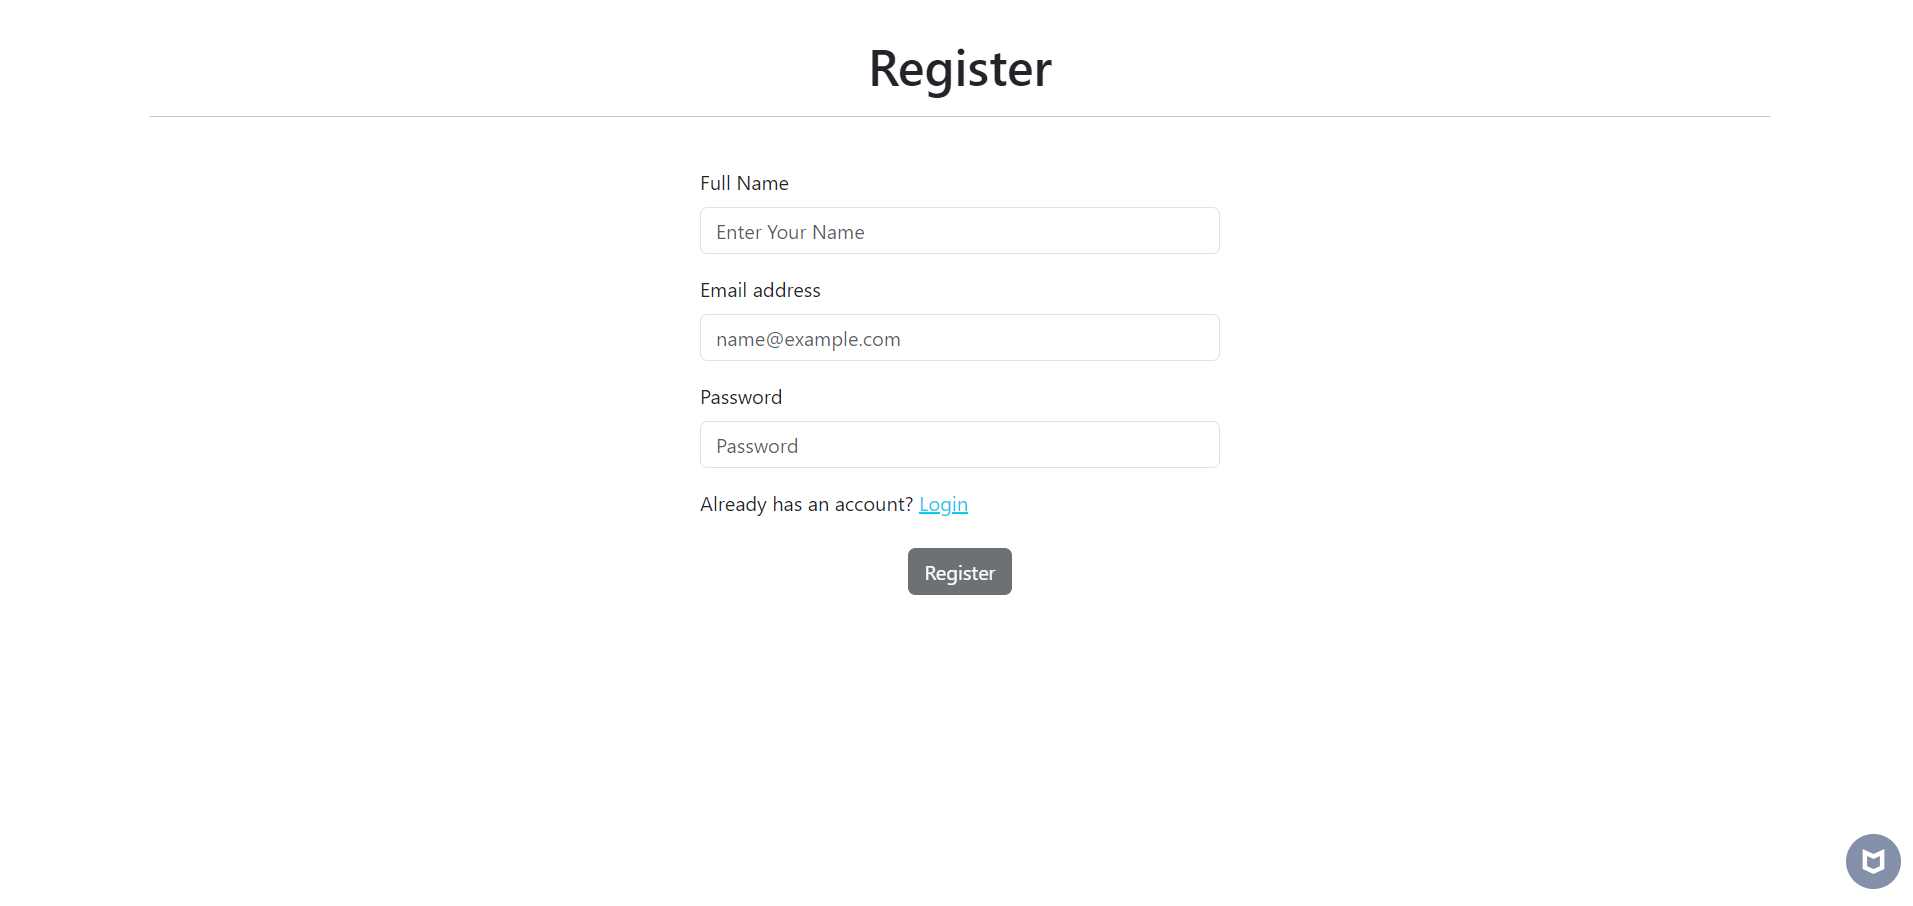 Register
Full Name
Enter Your Name
Email address
name@example.com
Password
Password
Already has an account? Login
Register